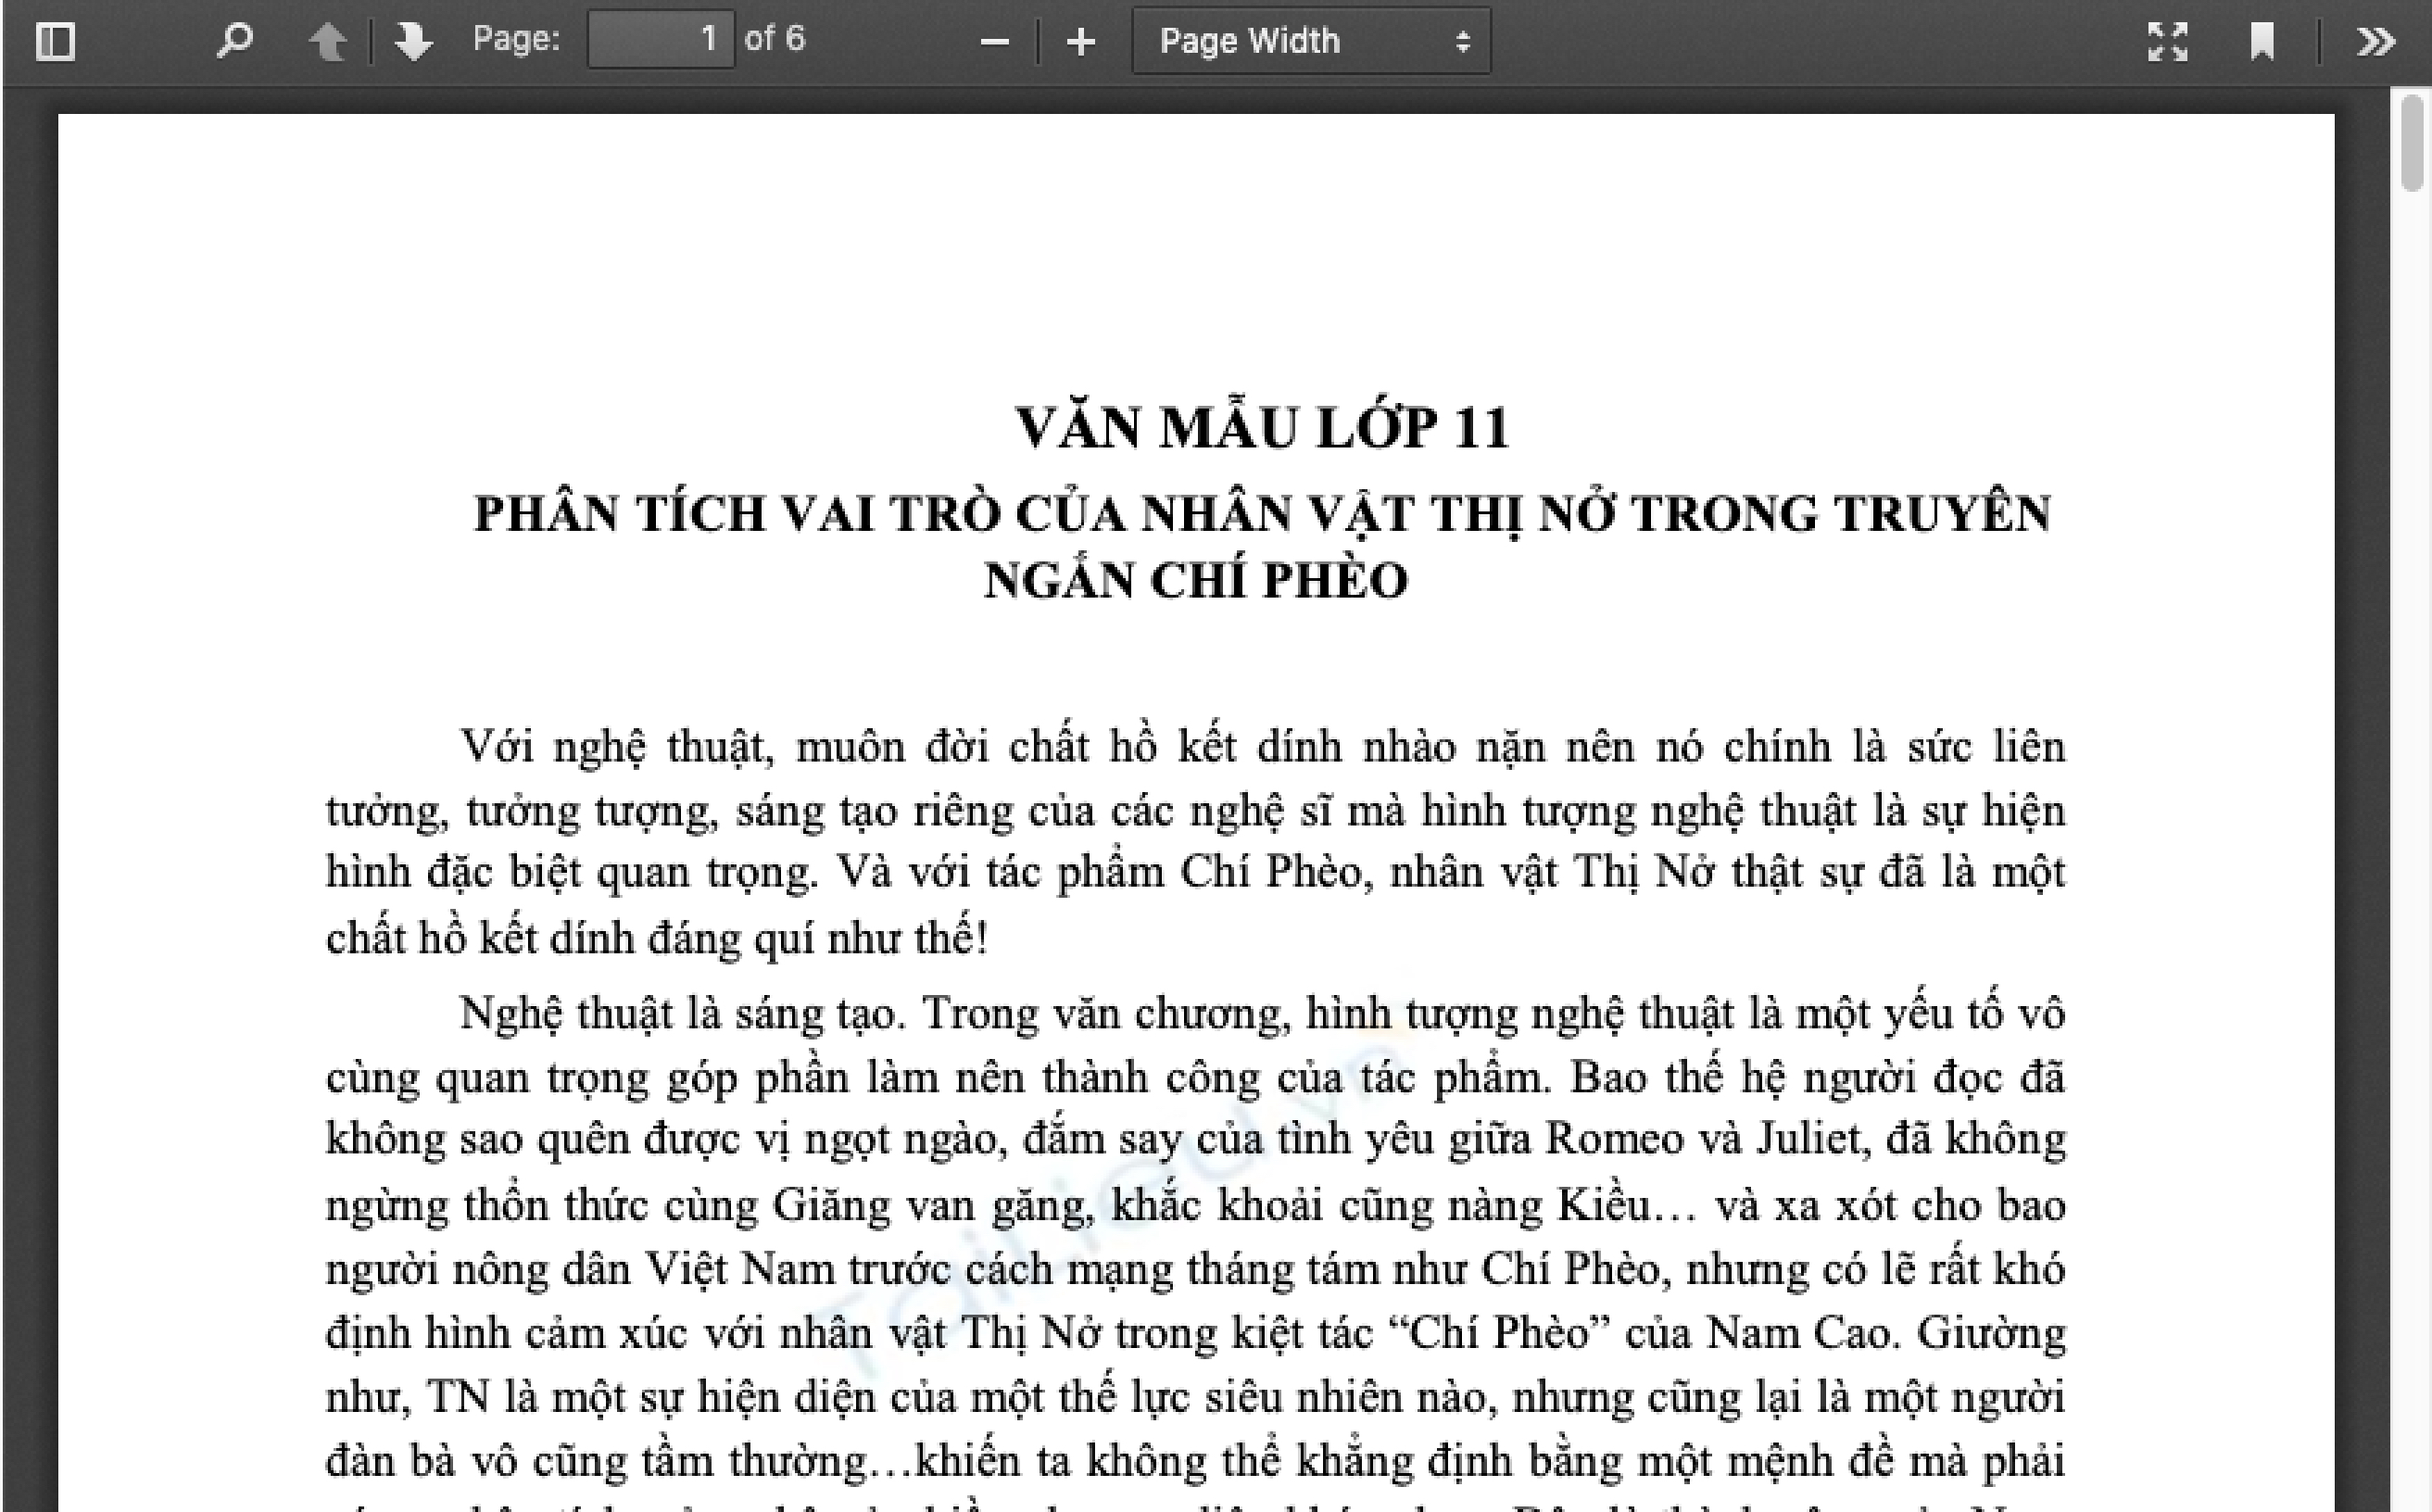 Page: 1 of 6 Page Width
VĂN MẪU LỚP 11
PHÂN TÍCH VAI TRÒ CỦA NHÂN VẬT THỊ NỞ TRONG TRUYÊN
NGẮN CHÍ PHÈO
Với nghệ thuật, muôn đời chất hồ kết dính nhào nặn nên nó chính là sức liên
tưởng, tưởng tượng, sáng tạo riêng của các nghệ sĩ mà hình tượng nghệ thuật là sự hiện
hình đặc biệt quan trọng. Và với tác phẩm Chí Phèo, nhân vật Thị Nở thật sự đã là một
chất hồ kết dính đáng quí như thế!
Nghệ thuật là sáng tạo. Trong văn chương, hình tượng nghệ thuật là một yếu tố vô
cùng quan trọng góp phần làm nên thành công của tác phẩm. Bao thế hệ người đọc đã
không sao quên được vị ngọt ngào, đắm say của tình yêu giữa Romeo và Juliet, đã không
ngừng thổn thức cùng Giăng van găng, khắc khoải cũng nàng Kiều… và xa xót cho bao
người nông dân Việt Nam trước cách mạng tháng tám như Chí Phèo, nhưng có lẽ rất khó
định hình cảm xúc với nhân vật Thị Nở trong kiệt tác “Chí Phèo” của Nam Cao. Giường
như, TN là một sự hiện diện của một thế lực siêu nhiên nào, nhưng cũng lại là một người
đàn bà vô cũng tầm thường…khiến ta không thể khẳng định bằng một mệnh đề mà phải
TaiLieu.vn